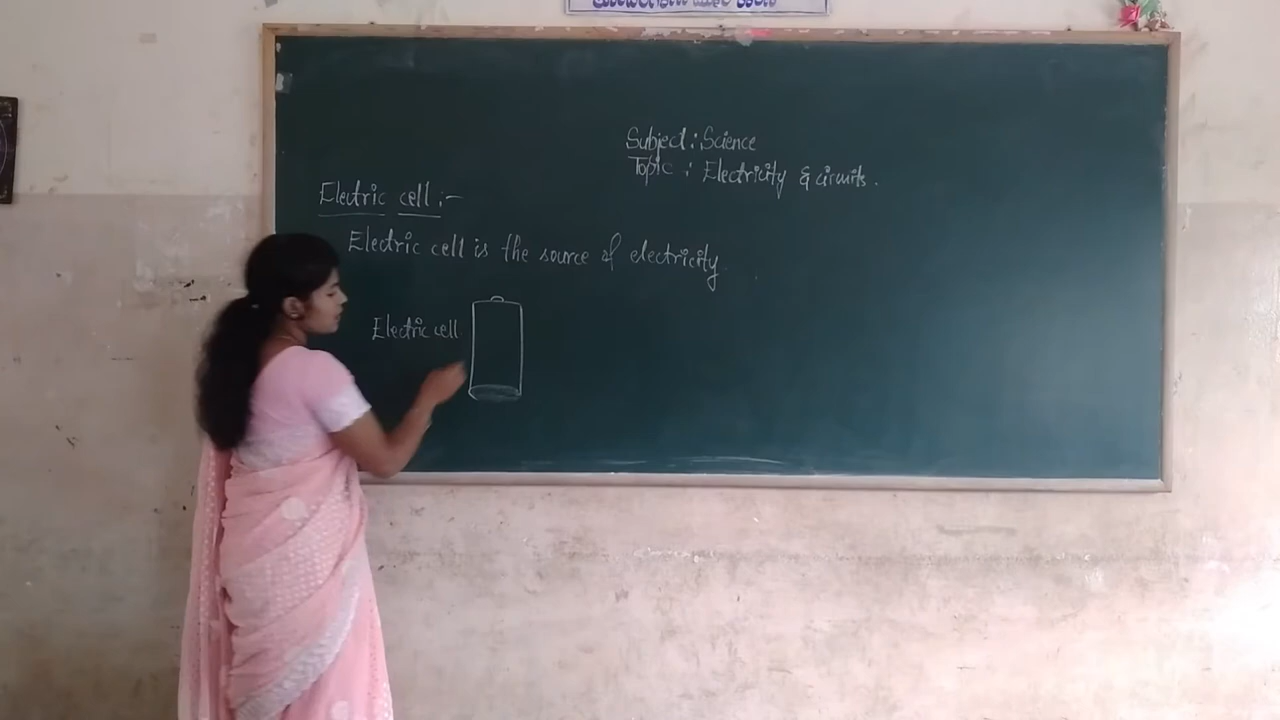 Subject : Science
Topic : Electricity & circuits.
Electric cell :-
Electric cell is the source of electricity
Electric cell